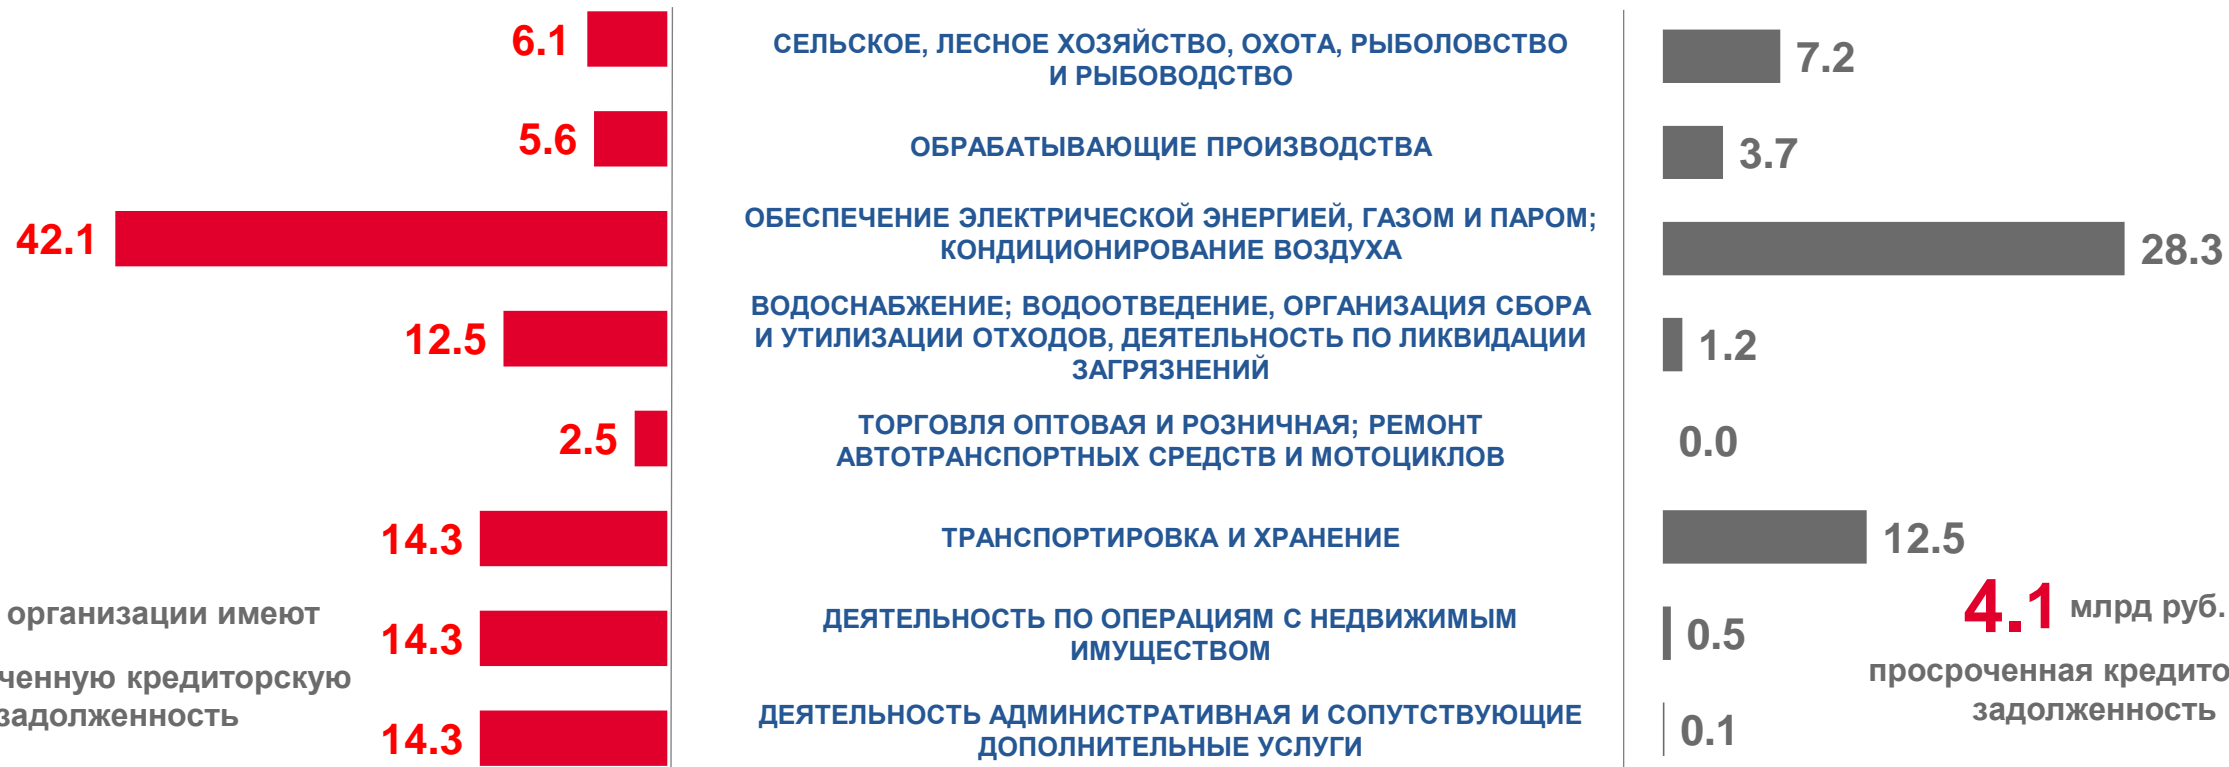 6.1
СЕЛЬСКОЕ, ЛЕСНОЕ ХОЗЯЙСТВО, ОХОТА, РЫБОЛОВСТВО
И РЫБОВОДСТВО
7.2
5.6
ОБРАБАТЫВАЮЩИЕ ПРОИЗВОДСТВА
3.7
42.1
ОБЕСПЕЧЕНИЕ ЭЛЕКТРИЧЕСКОЙ ЭНЕРГИЕЙ, ГАЗОМ И ПАРОМ;
КОНДИЦИОНИРОВАНИЕ ВОЗДУХА
28.3
12.5
ВОДОСНАБЖЕНИЕ; ВОДООТВЕДЕНИЕ, ОРГАНИЗАЦИЯ СБОРА
И УТИЛИЗАЦИИ ОТХОДОВ, ДЕЯТЕЛЬНОСТЬ ПО ЛИКВИДАЦИИ
ЗАГРЯЗНЕНИЙ
1.2
2.5
ТОРГОВЛЯ ОПТОВАЯ И РОЗНИЧНАЯ; РЕМОНТ
АВТОТРАНСПОРТНЫХ СРЕДСТВ И МОТОЦИКЛОВ
0.0
14.3
ТРАНСПОРТИРОВКА И ХРАНЕНИЕ
12.5
организации имеют
ченную кредиторскую
задолженность
14.3
ДЕЯТЕЛЬНОСТЬ ПО ОПЕРАЦИЯМ С НЕДВИЖИМЫМ
ИМУЩЕСТВОМ
0.5
4.1 млрд руб.
просроченная кредито
задолженность
14.3
ДЕЯТЕЛЬНОСТЬ АДМИНИСТРАТИВНАЯ И СОПУТСТВУЮЩИЕ
ДОПОЛНИТЕЛЬНЫЕ УСЛУГИ
0.1